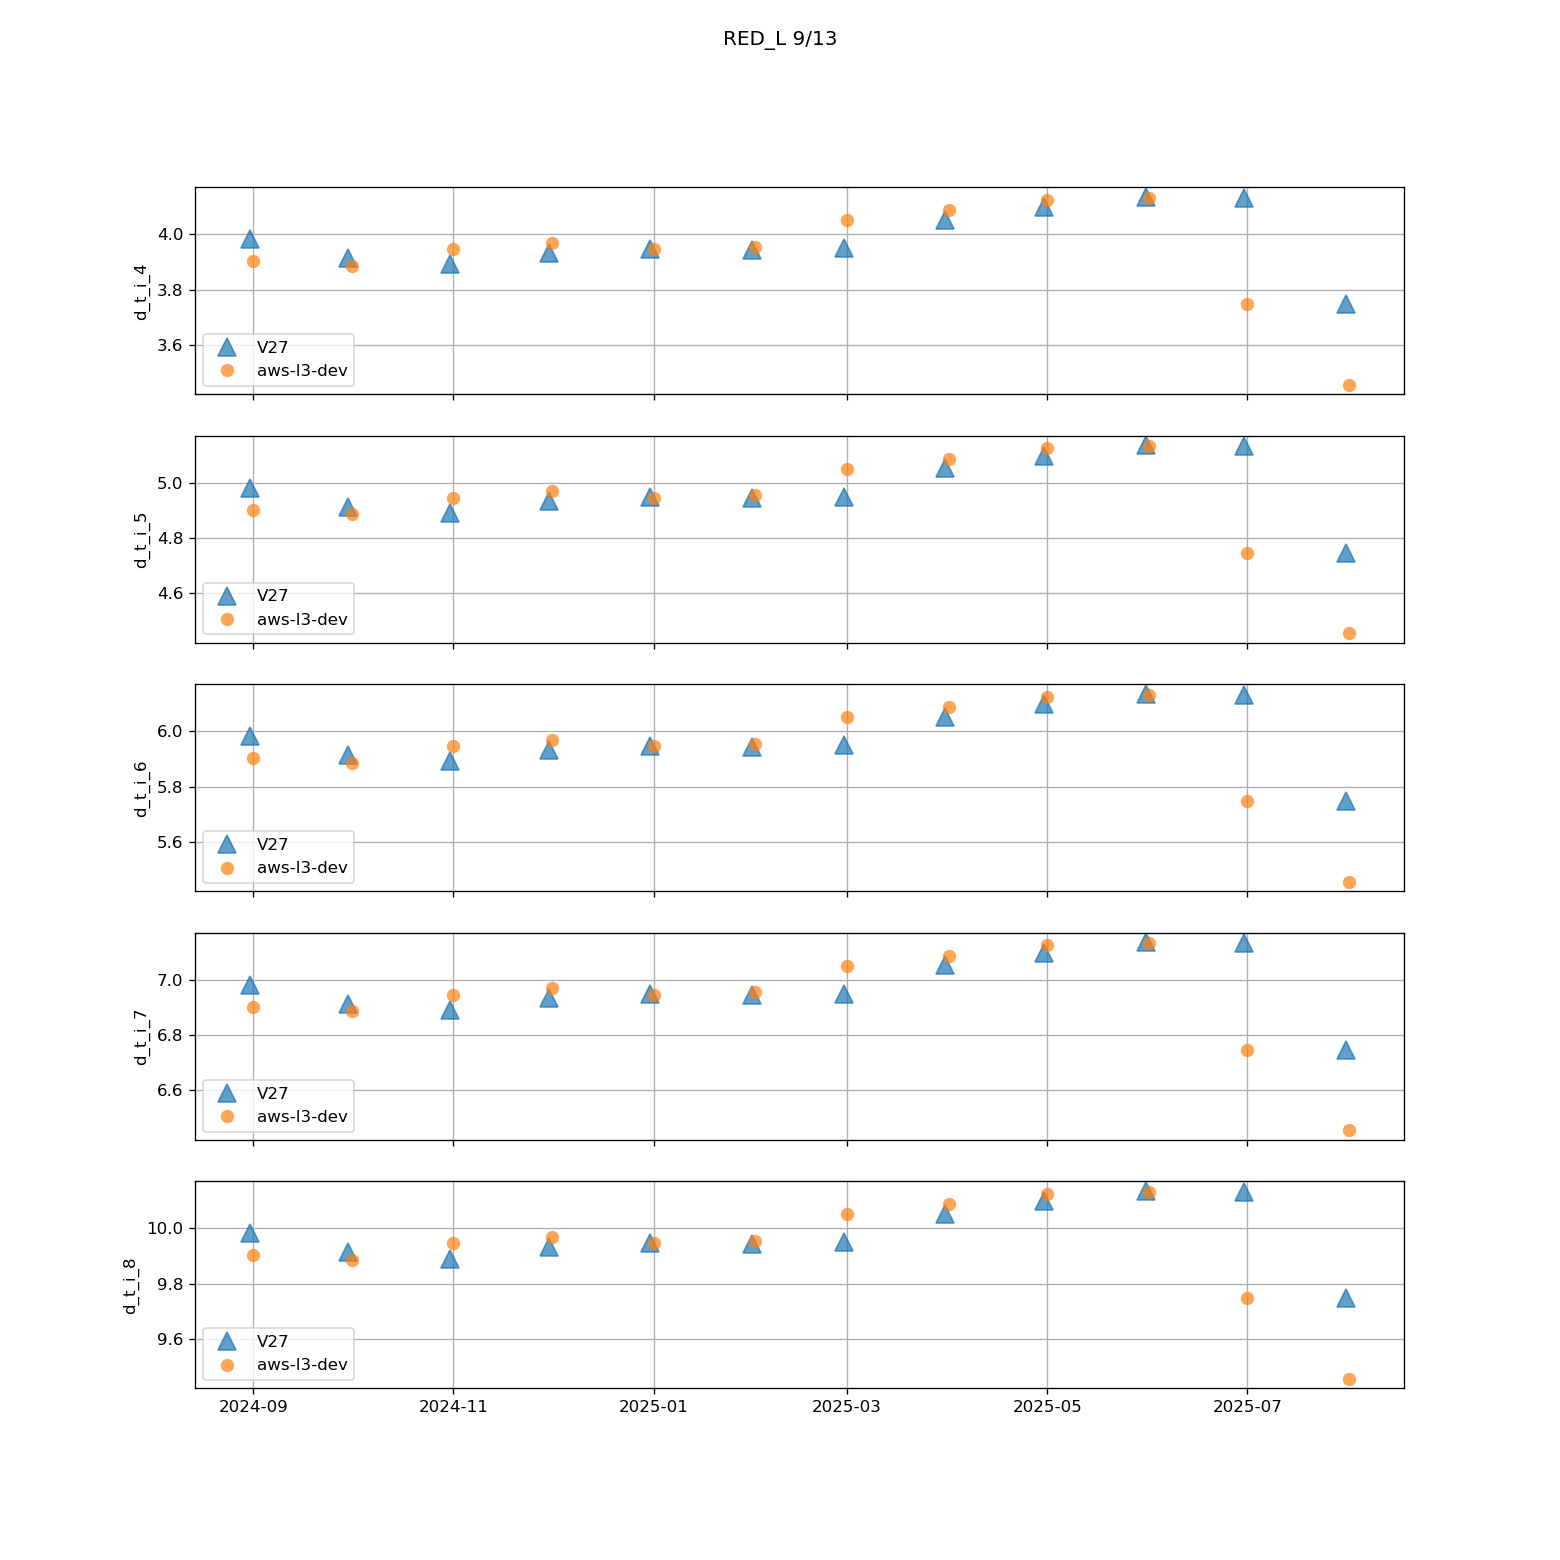 RED_L 9/13
d_t_i_4
4.0
3.8
3.6
V27
aws-l3-dev
d_t_i_5
5.0
4.8
4.6
V27
aws-l3-dev
d_t_i_6
6.0
5.8
5.6
V27
aws-l3-dev
d_t_i_7
7.0
6.8
6.6
V27
aws-l3-dev
d_t_i_8
10.0
9.8
9.6
V27
aws-l3-dev
2024-09 2024-11 2025-01 2025-03 2025-05 2025-07